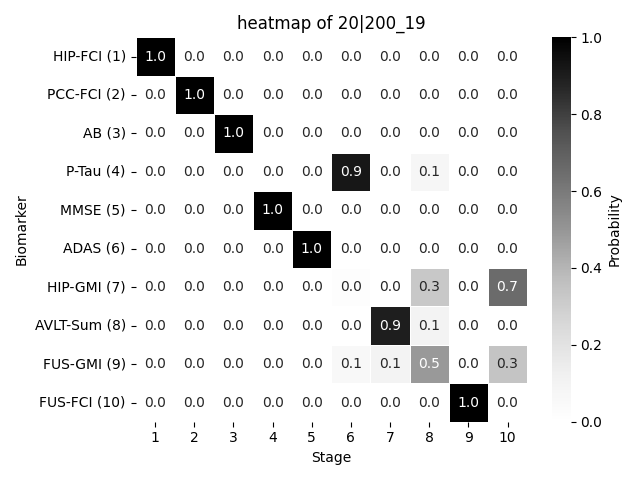 heatmap of 20|200_19
HIP-FCI (1) 1.0 0.0 0.0 0.0 0.0 0.0 0.0 0.0 0.0 0.0
PCC-FCI (2) 0.0 1.0 0.0 0.0 0.0 0.0 0.0 0.0 0.0 0.0
AB (3) 0.0 0.0 1.0 0.0 0.0 0.0 0.0 0.0 0.0 0.0
P-Tau (4) 0.0 0.0 0.0 0.0 0.0 0.9 0.0 0.1 0.0 0.0
MMSE (5) 0.0 0.0 0.0 1.0 0.0 0.0 0.0 0.0 0.0 0.0
ADAS (6) 0.0 0.0 0.0 0.0 1.0 0.0 0.0 0.0 0.0 0.0
HIP-GMI (7) 0.0 0.0 0.0 0.0 0.0 0.0 0.0 0.3 0.0 0.7
AVLT-Sum (8) 0.0 0.0 0.0 0.0 0.0 0.0 0.9 0.1 0.0 0.0
FUS-GMI (9) 0.0 0.0 0.0 0.0 0.0 0.1 0.1 0.5 0.0 0.3
FUS-FCI (10) 0.0 0.0 0.0 0.0 0.0 0.0 0.0 0.0 1.0 0.0
1 2 3 4 5 6 7 8 9 10
Stage
Biomarker
1.0
0.8
0.6
0.4
0.2
0.0
Probability